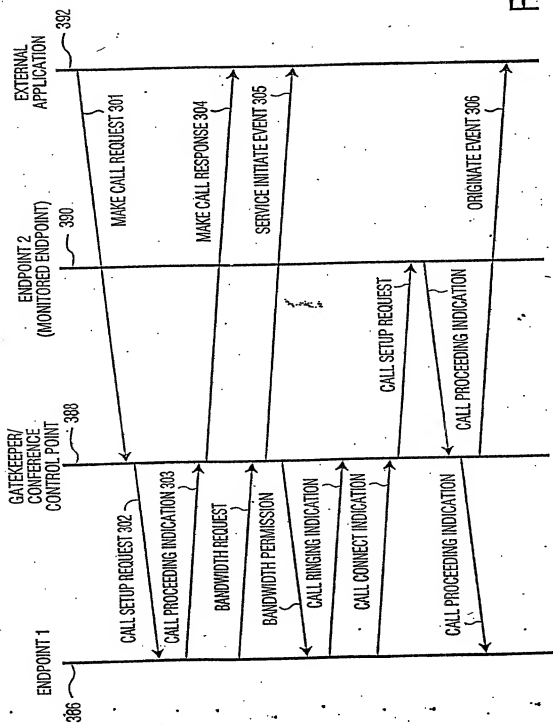 ENDPOINT 1
386
GATEKEEPER/
CONFERENCE
CONTROL POINT
388
ENDPOINT 2
(MONITORED ENDPOINT)
390
EXTERNAL
APPLICATION
392
MAKE CALL REQUEST 301
CALL SETUP REQUEST 302
CALL PROCEEDING INDICATION 303
MAKE CALL RESPONSE 304
BANDWIDTH REQUEST
SERVICE INITIATE EVENT 305
BANDWIDTH PERMISSION
CALL RINGING INDICATION
CALL CONNECT INDICATION
CALL SETUP REQUEST
CALL PROCEEDING INDICATION
ORIGINATE EVENT 306
CALL PROCEEDING INDICATION